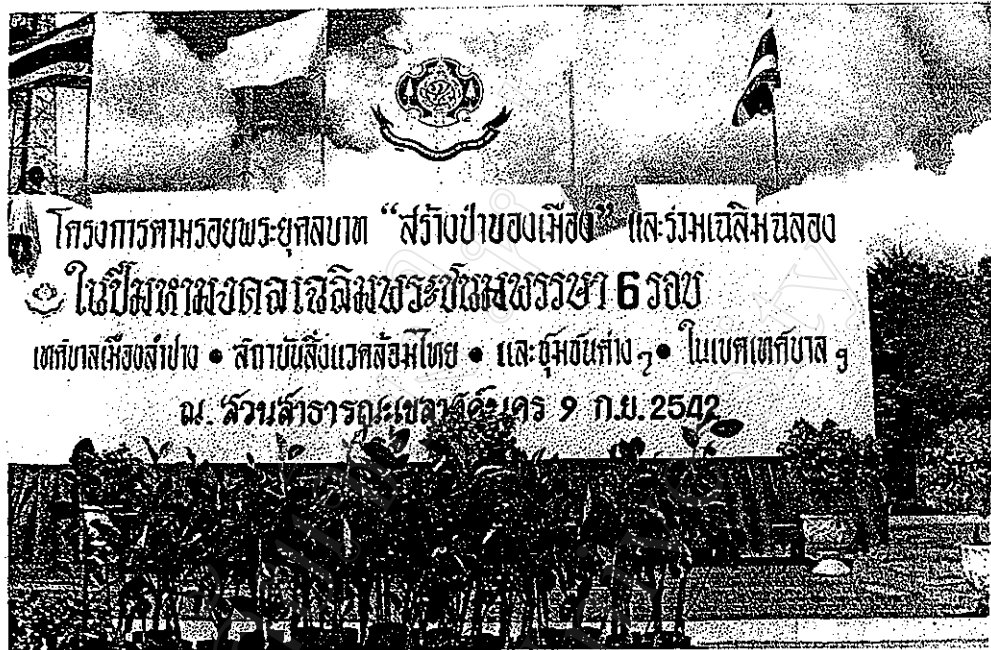 โครงการตามรอยพระยุคลบาท “สร้างป่าของเมือง” และร่วมเฉลิมฉลอง
ในปีมหามงคลเฉลิมพระชนมพรรษา 6 รอบ
เทศบาลเมืองลำปาง • สถาบันสิ่งแวดล้อมไทย • และชุมชนต่าง ๆ • ในเขตเทศบาล ฯ
ณ. สวนสาธารณะเขลางค์นคร 9 ก.ย. 2542